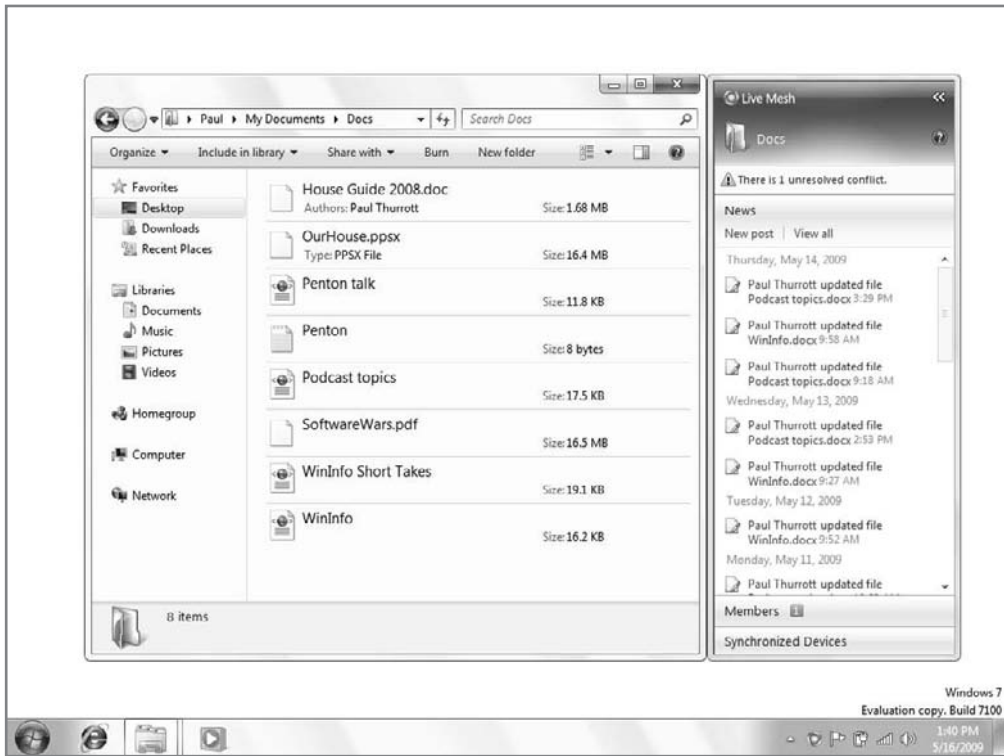 Paul My Documents Docs
Search Docs
Organize Include in library Share with Burn New folder
Favorites
Desktop
Downloads
Recent Places
Libraries
Documents
Music
Pictures
Videos
Homegroup
Computer
Network
House Guide 2008.doc
Authors: Paul Thurrott Size: 1.68 MB
OurHouse.ppsx
Type: PPSX File Size: 16.4 MB
Penton talk
Size: 11.8 KB
Penton
Size: 8 bytes
Podcast topics
Size: 17.5 KB
SoftwareWars.pdf
Size: 16.5 MB
WinInfo Short Takes
Size: 19.1 KB
WinInfo
Size: 16.2 KB
8 items
Live Mesh
Docs
There is 1 unresolved conflict.
News
New post View all
Thursday, May 14, 2009
Paul Thurrott updated file
Podcast topics.docx 3:29 PM
Paul Thurrott updated file
WinInfo.docx 9:58 AM
Paul Thurrott updated file
Podcast topics.docx 9:18 AM
Wednesday, May 13, 2009
Paul Thurrott updated file
Podcast topics.docx 2:53 PM
Paul Thurrott updated file
WinInfo.docx 9:27 AM
Tuesday, May 12, 2009
Paul Thurrott updated file
WinInfo.docx 9:52 AM
Monday, May 11, 2009
Paul Thurrott updated file
Members 1
Synchronized Devices
Windows 7
Evaluation copy. Build 7100
1:40 PM
5/16/2009